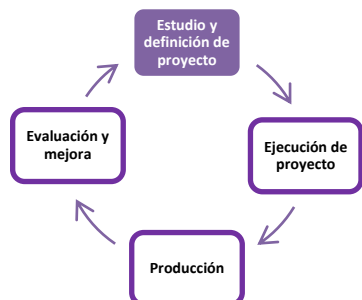 Estudio y
definición de
proyecto
Ejecución de
proyecto
Producción
Evaluación y
mejora